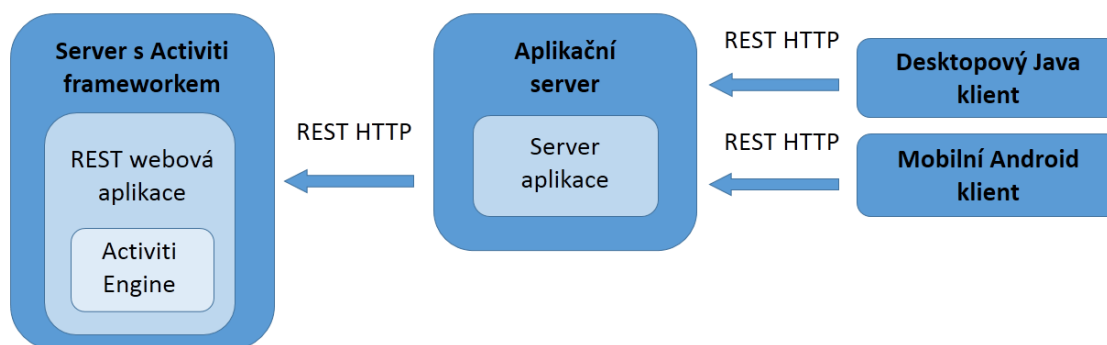 Server s Activiti
frameworkem
REST webová
aplikace
Activiti
Engine
REST HTTP
Aplikační
server
Server
aplikace
REST HTTP
REST HTTP
Desktopový Java
klient
Mobilní Android
klient